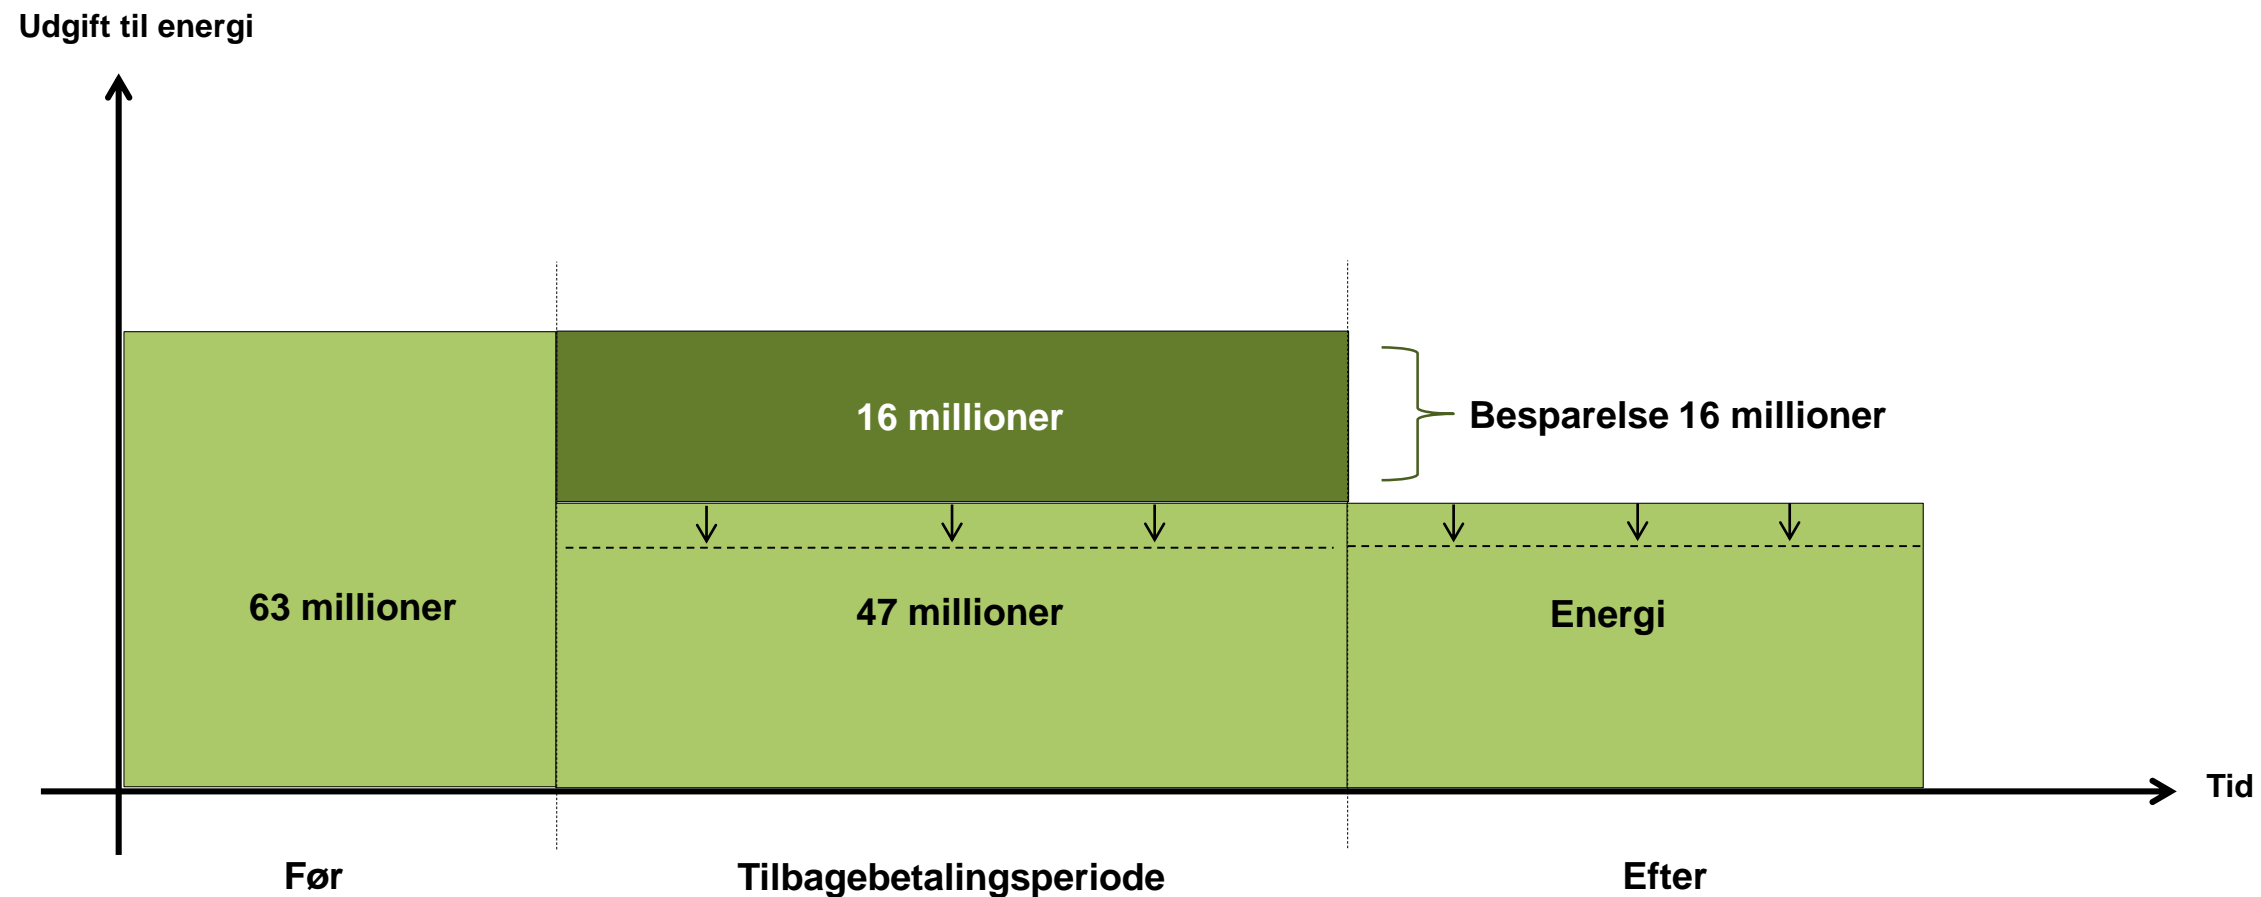 Udgift til energi
16 millioner
Besparelse 16 millioner
63 millioner
47 millioner
Energi
Tid
Før
Tilbagebetalingsperiode
Efter